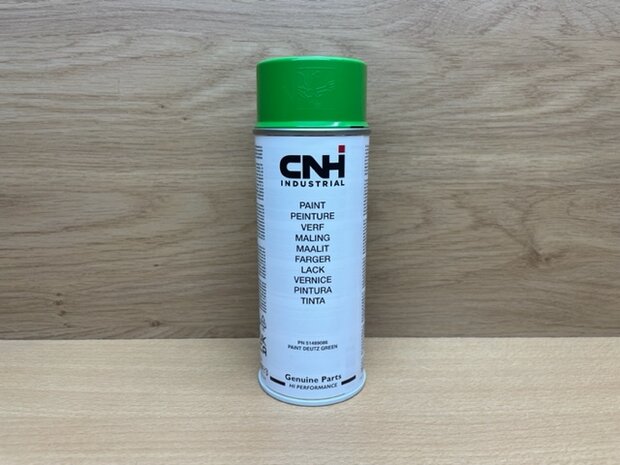 CNH
INDUSTRIAL
PAINT
PEINTURE
VERF
MALING
MAALIT
FARGER
LACK
VERNICE
PINTURA
TINTA
PN 51489086
PAINT DEUTZ GREEN
Genuine Parts
HI PERFORMANCE